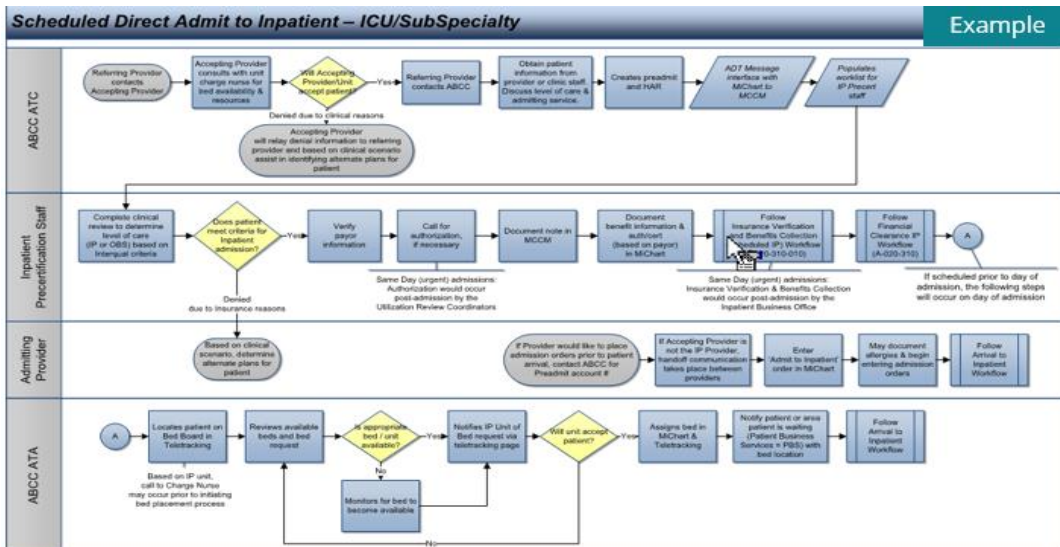 Scheduled Direct Admit to Inpatient – ICU/SubSpecialty
Example
ABCC ATC
Referring Provider
contacts
Accepting Provider
Accepting Provider
consults with unit
charge nurse for
bed availability &
resources
Will Accepting
Provider/Unit
accept patient?
Yes
Referring Provider
contacts ABCC
Obtain patient
information from
provider or clinic staff.
Discuss level of care &
admitting service.
Creates preadmit
and HAR
ADT Message
interface with
MiChart to
MCCM
Populates
worklist for
IP Precert
staff
Denied due to clinical reasons
Accepting Provider
will relay denial information to referring
provider and based on clinical scenario
assist in identifying alternate plans for
patient
Inpatient
Precertification Staff
Complete clinical
review to determine
level of care
(IP or OBS) based on
Interqual criteria
Does patient
meet criteria for
Inpatient
admission?
Yes
Verify
payor
information
Call for
authorization,
if necessary
Document note in
MCCM
Document
benefit information &
auth/cert
(based on payor)
in MiChart
Follow
Insurance Verification
and Benefits Collection
IP) Workflow
-310-010)
Follow
Financial
Clearance IP
Workflow
(A-020-310)
A
Same Day (urgent) admissions:
Authorization would occur
post-admission by the
Utilization Review Coordinators
Same Day (urgent) admissions:
Insurance Verification & Benefits Collection
would occur post-admission by the
Inpatient Business Office
If scheduled prior to day of
admission, the following steps
will occur on day of admission
Denied
due to insurance reasons
Admitting
Provider
Based on clinical
scenario, determine
alternate plans for
patient
If Provider would like to place
admission orders prior to patient
arrival, contact ABCC for
Preadmit account #
If Accepting Provider is
not the IP Provider,
handoff communication
takes place between
providers
Enter
'Admit to Inpatient'
order in MiChart
May document
allergies & begin
entering admission
orders
Follow
Arrival to
Inpatient
Workflow
ABCC ATA
A
Locates patient on
Bed Board in
Teletracking
Reviews available
beds and bed
request
Is appropriate
bed / unit
available?
Yes
Notifies IP Unit of
Bed request via
teletracking page
Will unit accept
patient?
Yes
Assigns bed in
MiChart &
Teletracking
Notify patient or area
patient is waiting
(Patient Business
Services = PBS) with
bed location
Follow
Arrival to
Inpatient
Workflow
Based on IP unit,
call to Charge Nurse
may occur prior to initiating
bed placement process
No
Monitors for bed to
become available
No